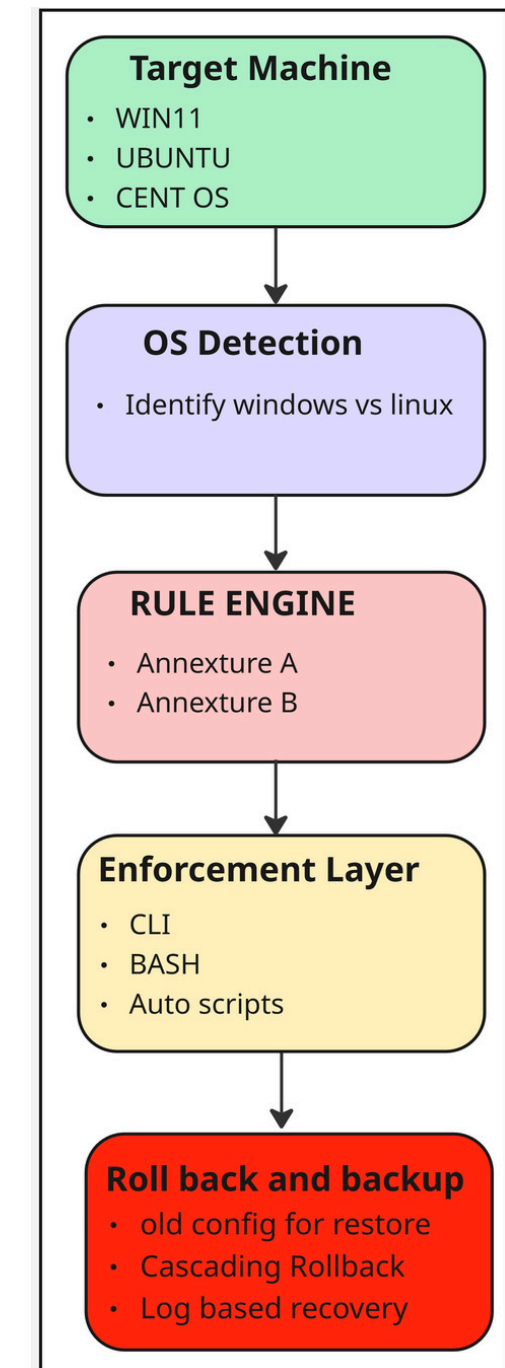 Target Machine
• WIN11
• UBUNTU
• CENT OS
OS Detection
• Identify windows vs linux
RULE ENGINE
• Annexture A
• Annexture B
Enforcement Layer
• CLI
• BASH
• Auto scripts
Roll back and backup
• old config for restore
• Cascading Rollback
• Log based recovery